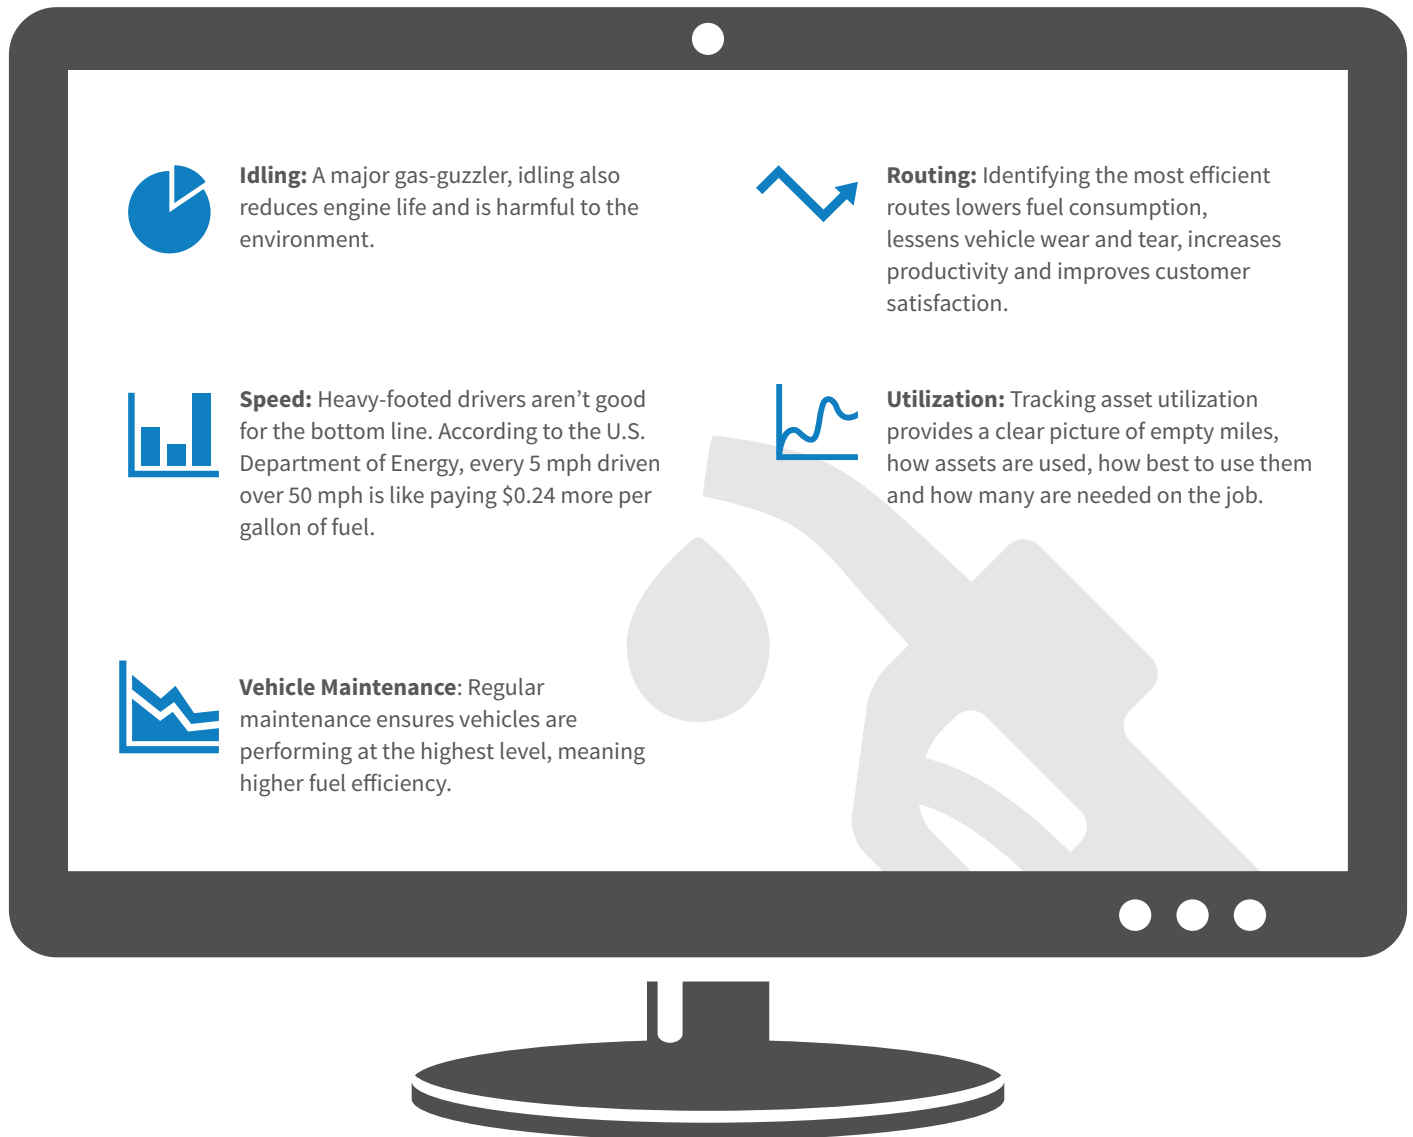 Idling: A major gas-guzzler, idling also
reduces engine life and is harmful to the
environment.
Speed: Heavy-footed drivers aren’t good
for the bottom line. According to the U.S.
Department of Energy, every 5 mph driven
over 50 mph is like paying $0.24 more per
gallon of fuel.
Vehicle Maintenance: Regular
maintenance ensures vehicles are
performing at the highest level, meaning
higher fuel efficiency.
Routing: Identifying the most efficient
routes lowers fuel consumption,
lessens vehicle wear and tear, increases
productivity and improves customer
satisfaction.
Utilization: Tracking asset utilization
provides a clear picture of empty miles,
how assets are used, how best to use them
and how many are needed on the job.